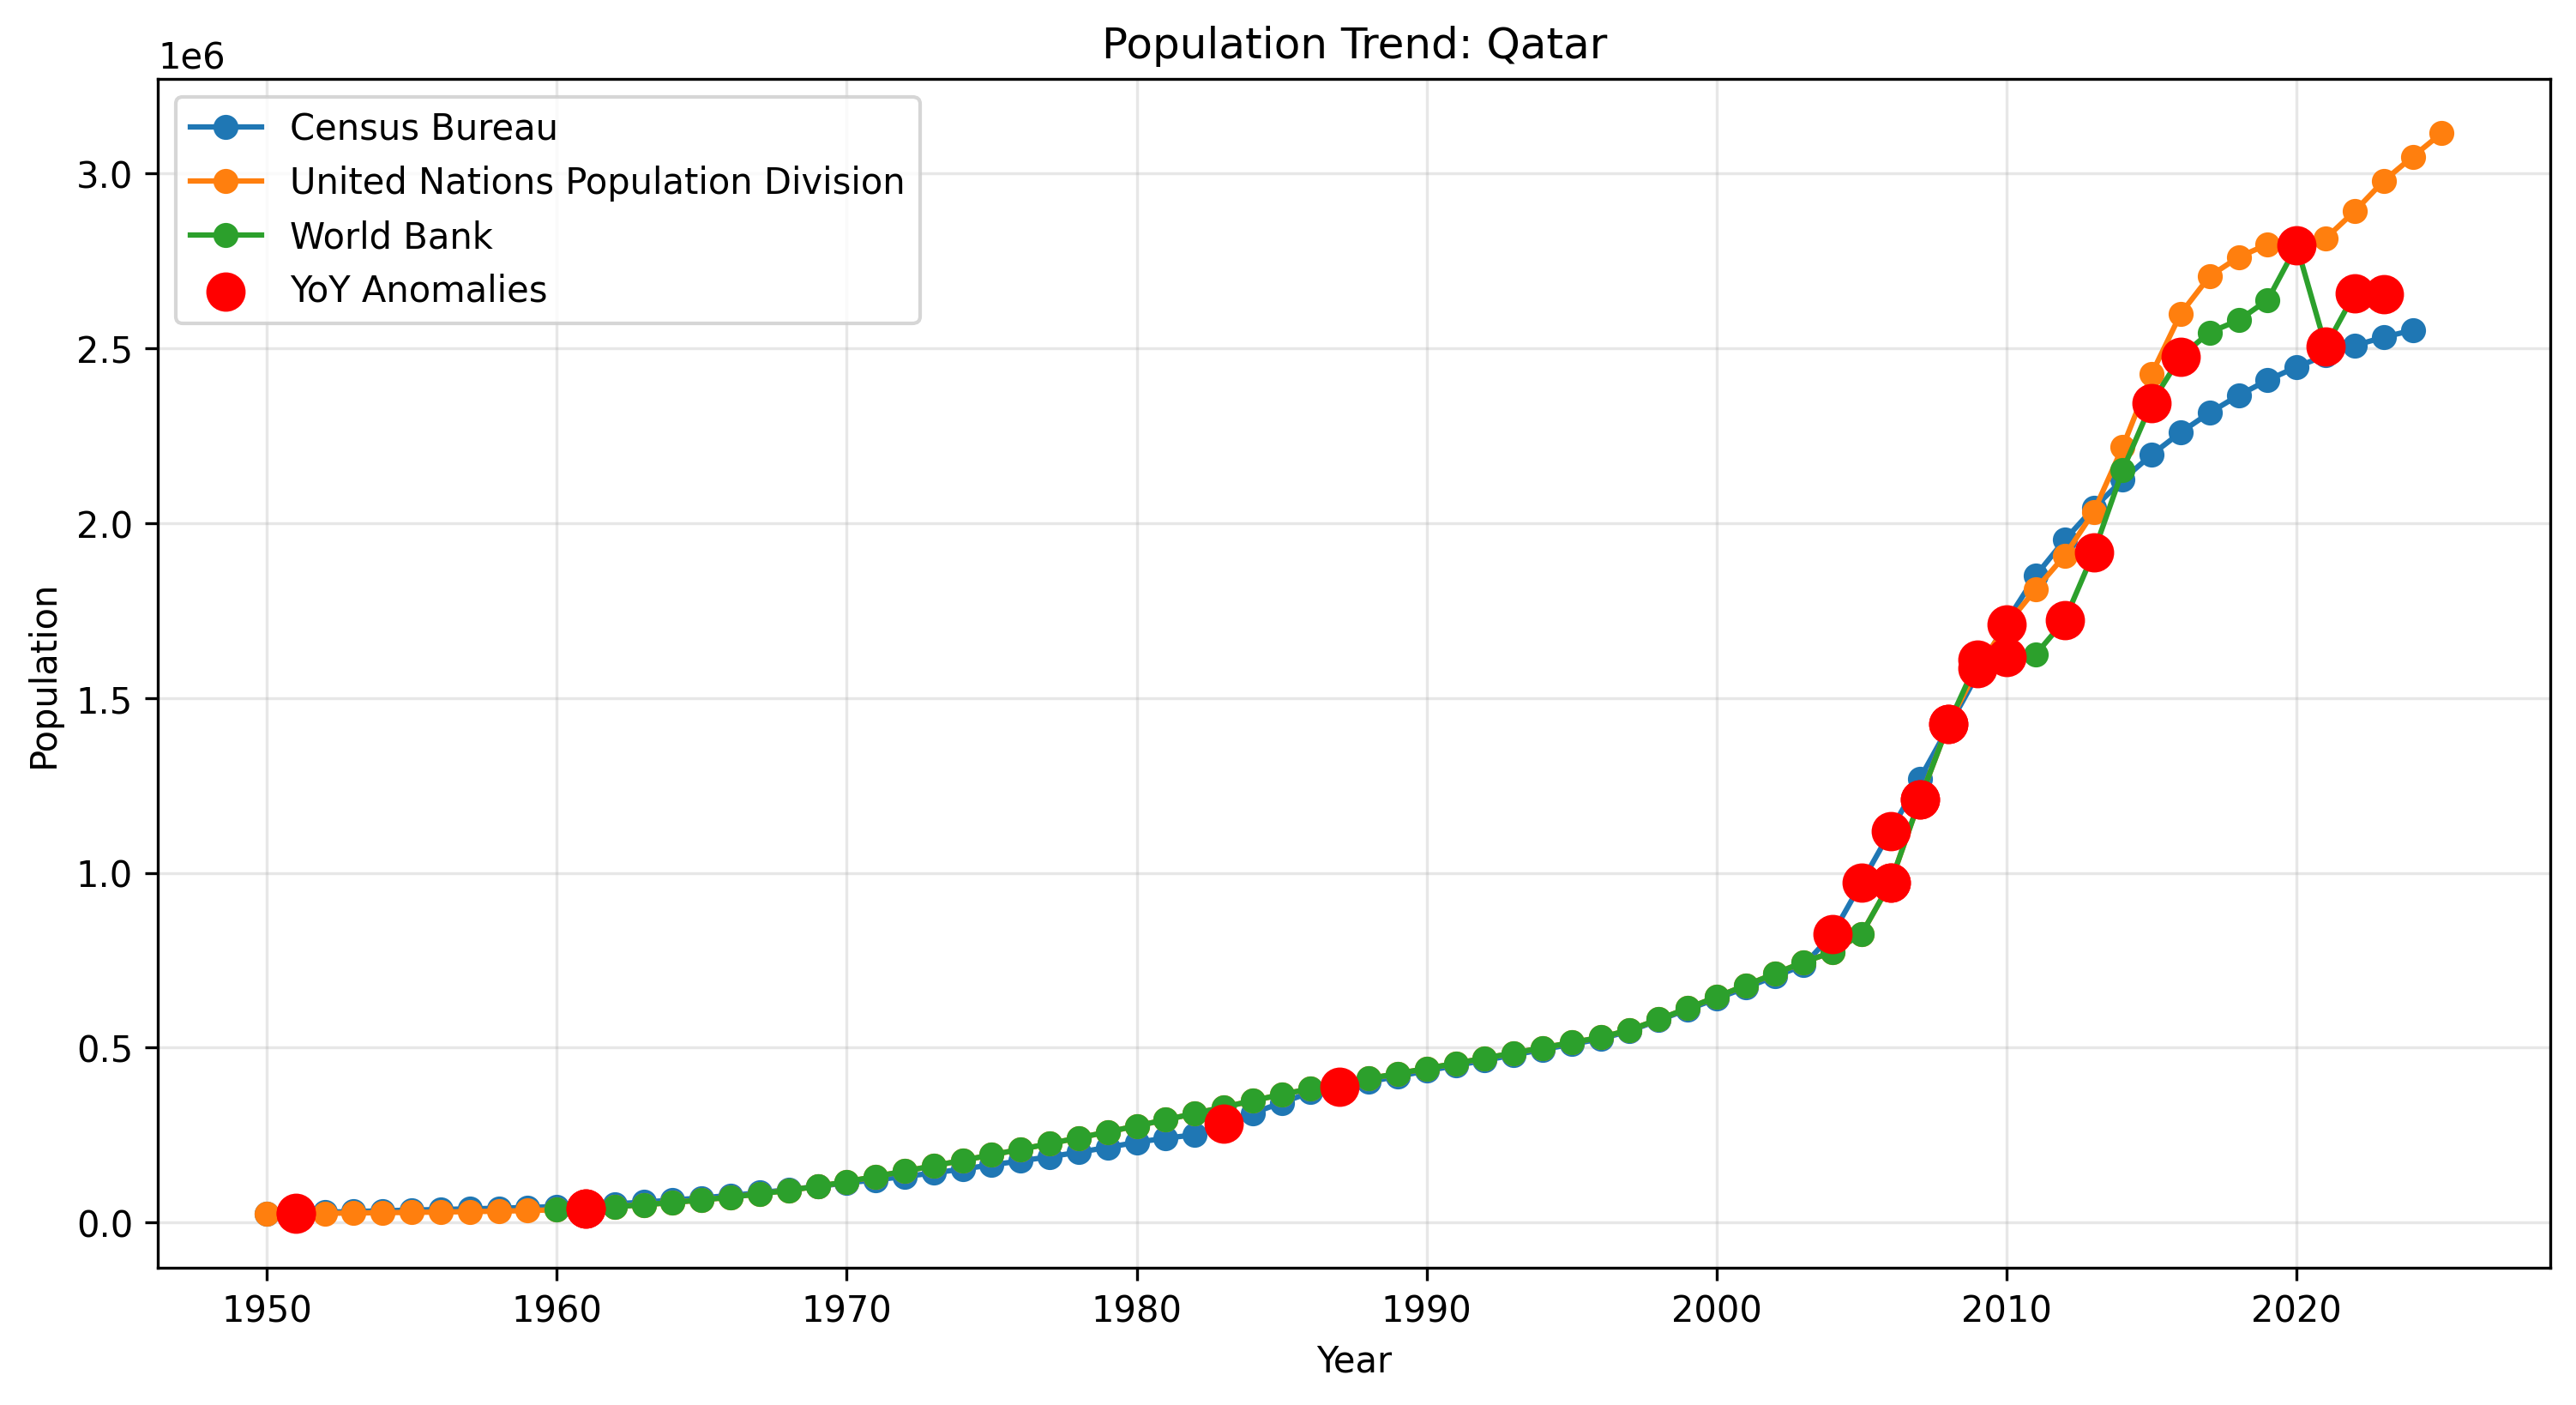 Population Trend: Qatar
1e6
Census Bureau
United Nations Population Division
World Bank
YoY Anomalies
3.0
2.5
2.0
1.5
1.0
0.5
0.0
Population
1950 1960 1970 1980 1990 2000 2010 2020
Year